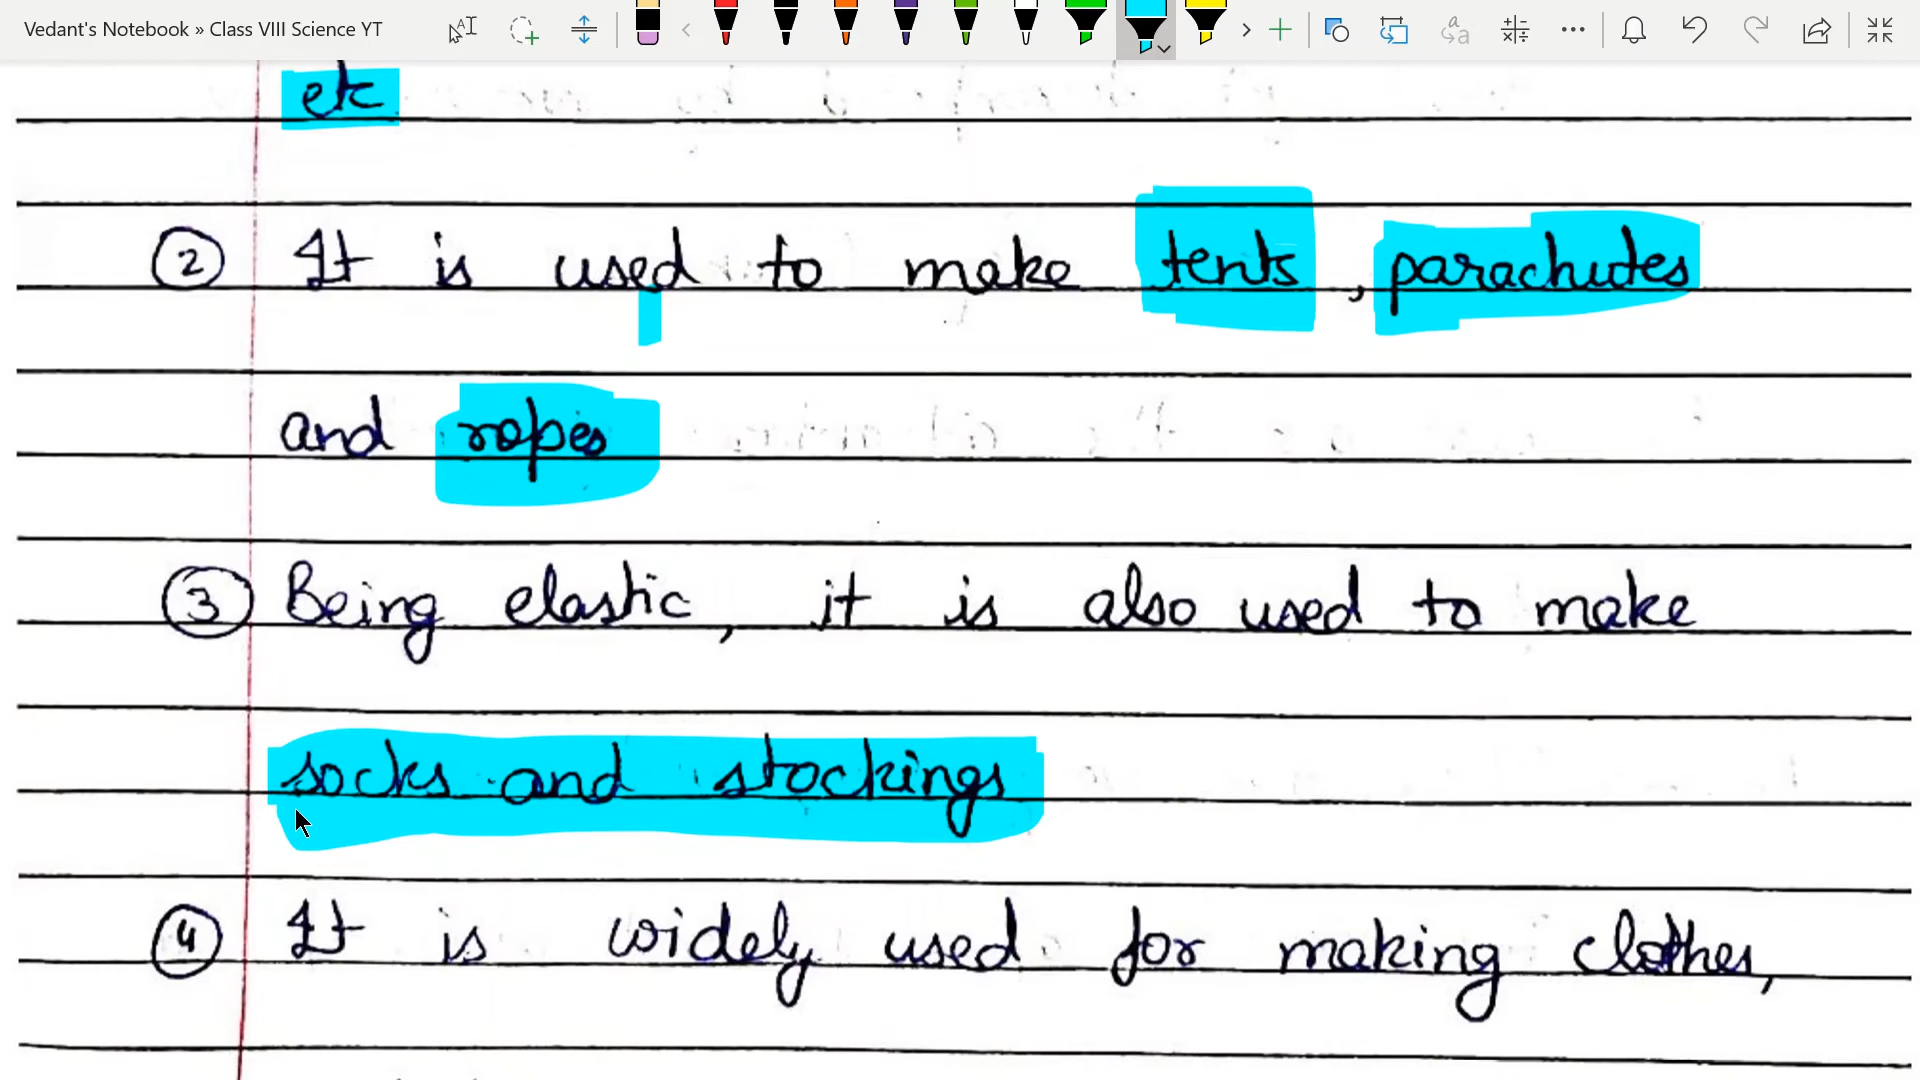 Vedant's Notebook » Class VIII Science YT
etc
② It is used to make tents, parachutes
and ropes
③ Being elastic, it is also used to make
socks and stockings
④ It is widely used for making clothes,